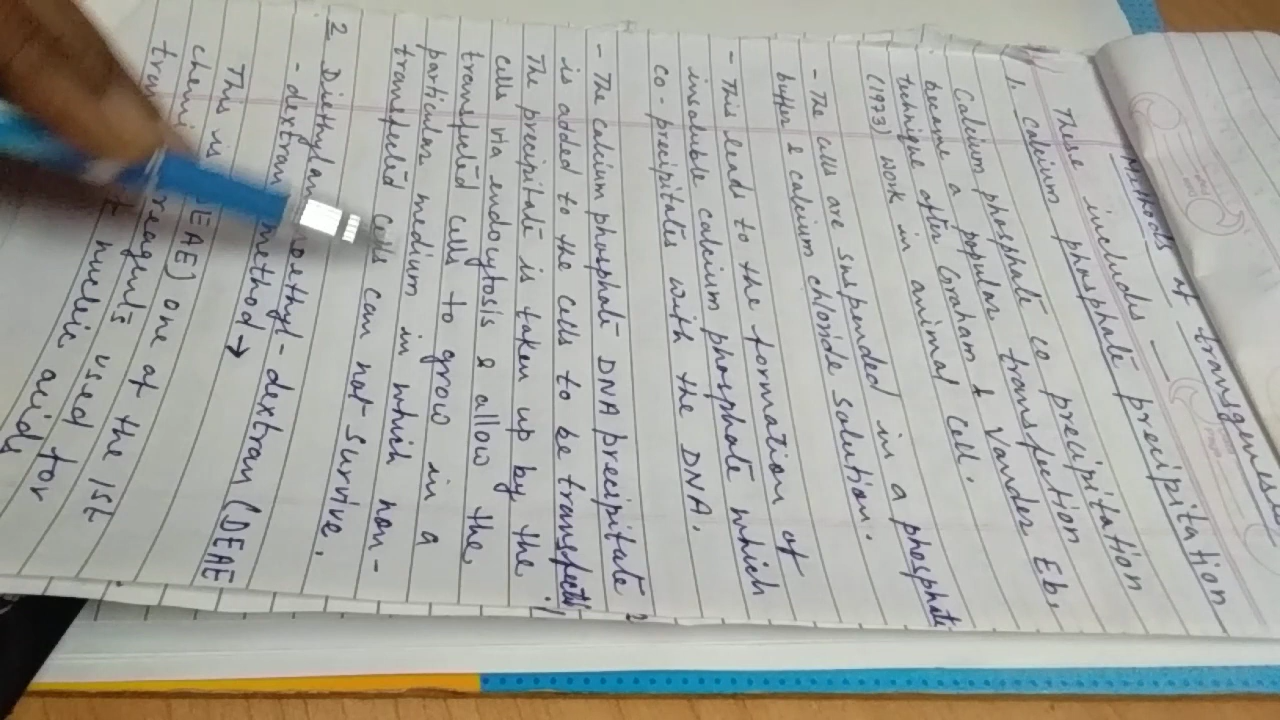 Methods of transgenesis
These includes
1. calcium phosphate precipitation
Calcium phosphate co precipitation
became a popular transfection
technique after Graham & Vander Eb,
(1973) work in animal cell.
- The cells are suspended in a phosphate
buffer & calcium chloride solution.
- This leads to the formation of
insoluble calcium phosphate which
co-precipitates with the DNA.
- The calcium phosphate DNA precipitate
is added to the cells to be
The precipitate is taken up by the
cells via endocytosis & allow the
transfected cells to grow in a
particular medium in which non-
transfected cells can not survive.
2. ethyl-dextran (DEAE
- dextran method →
This is DEAE) one of the 1st
reagents used for
nucleic acids